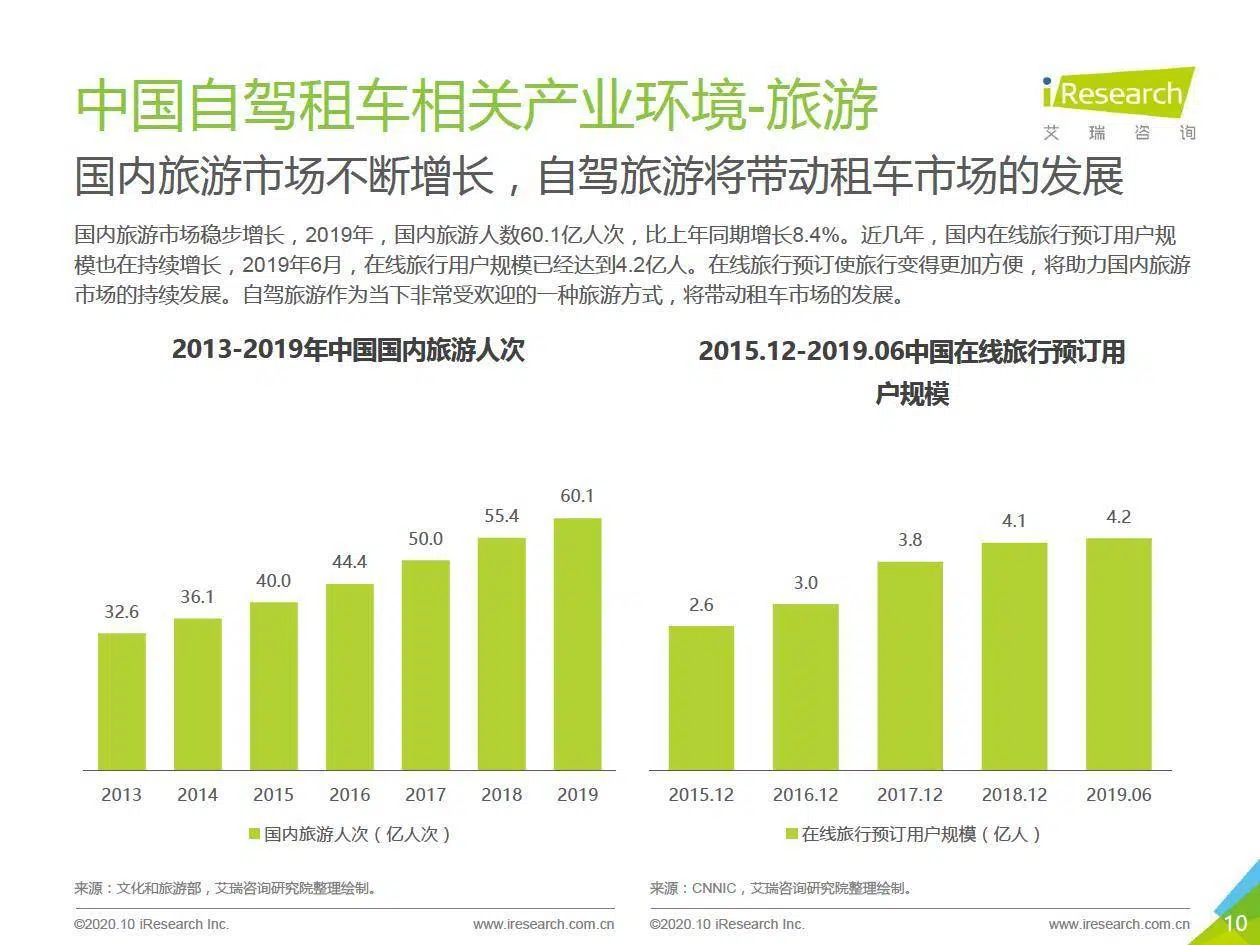 中国自驾租车相关产业环境-旅游
iResearch
艾瑞咨询
国内旅游市场不断增长，自驾旅游将带动租车市场的发展
国内旅游市场稳步增长，2019年，国内旅游人数60.1亿人次，比上年同期增长8.4%。近几年，国内在线旅行预订用户规
模也在持续增长，2019年6月，在线旅行用户规模已经达到4.2亿人。在线旅行预订使旅行变得更加方便，将助力国内旅游
市场的持续发展。自驾旅游作为当下非常受欢迎的一种旅游方式，将带动租车市场的发展。
2013-2019年中国国内旅游人次
32.6
36.1
40.0
44.4
50.0
55.4
60.1
2013 2014 2015 2016 2017 2018 2019
国内旅游人次（亿人次）
来源：文化和旅游部，艾瑞咨询研究院整理绘制。
©2020.10 iResearch Inc. www.iresearch.com.cn
2015.12-2019.06中国在线旅行预订用
户规模
2.6
3.0
3.8
4.1
4.2
2015.12 2016.12 2017.12 2018.12 2019.06
在线旅行预订用户规模（亿人）
来源：CNNIC，艾瑞咨询研究院整理绘制。
©2020.10 iResearch Inc. www.iresearch.com.cn
10